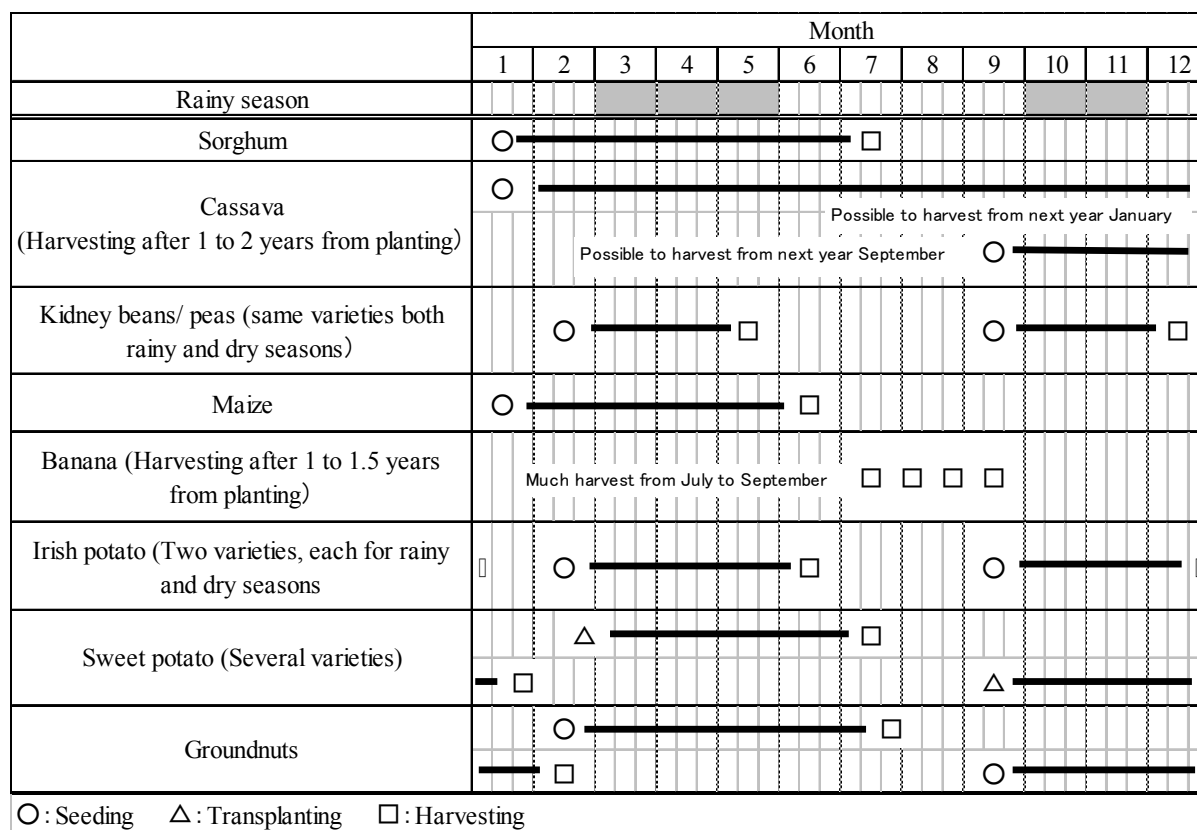 Month
1 2 3 4 5 6 7 8 9 10 11 12
Rainy season
Sorghum
Cassava
(Harvesting after 1 to 2 years from planting)
Possible to harvest from next year January
Possible to harvest from next year September
Kidney beans/ peas (same varieties both
rainy and dry seasons)
Maize
Banana (Harvesting after 1 to 1.5 years
from planting)
Much harvest from July to September
Irish potato (Two varieties, each for rainy
and dry seasons
Sweet potato (Several varieties)
Groundnuts
○ : Seeding △ : Transplanting □ : Harvesting